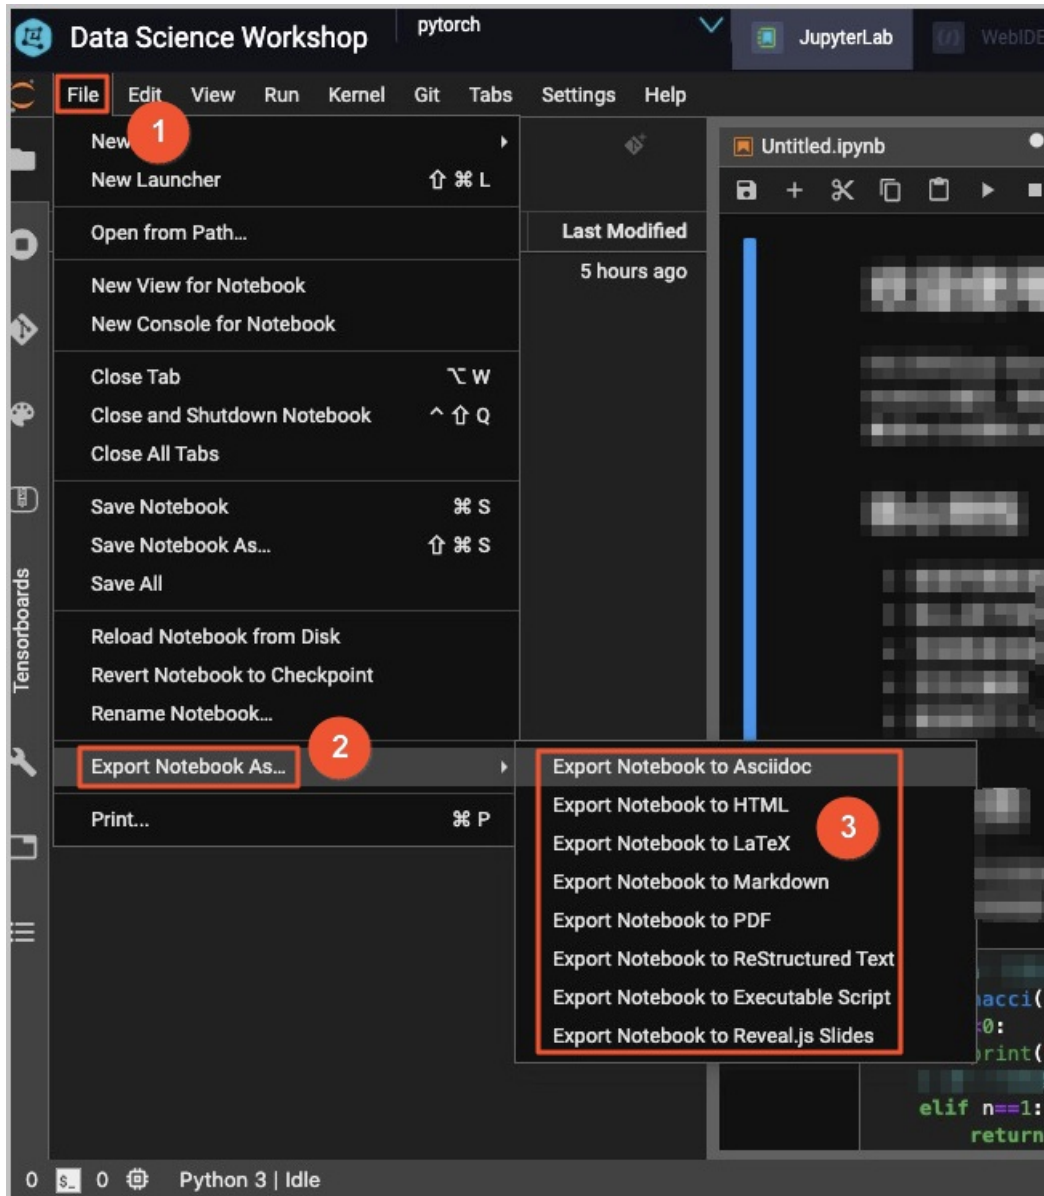 Data Science Workshop
pytorch
JupyterLab
WebIDE
File Edit View Run Kernel Git Tabs Settings Help
1
New
New Launcher ⇧ ⌘ L
Open from Path…
New View for Notebook
New Console for Notebook
Close Tab ⌥ W
Close and Shutdown Notebook ^ ⇧ Q
Close All Tabs
Save Notebook ⌘ S
Save Notebook As… ⇧ ⌘ S
Save All
Reload Notebook from Disk
Revert Notebook to Checkpoint
Rename Notebook…
2
Export Notebook As…
Print... ⌘ P
Last Modified
5 hours ago
Untitled.ipynb
Export Notebook to Asciidoc
Export Notebook to HTML
3
Export Notebook to LaTeX
Export Notebook to Markdown
Export Notebook to PDF
Export Notebook to ReStructured Text
Export Notebook to Executable Script
Export Notebook to Reveal.js Slides
Tensorboards
nacci(
0:
print(
elif n==1:
return
0 $_ 0 Python 3 | Idle